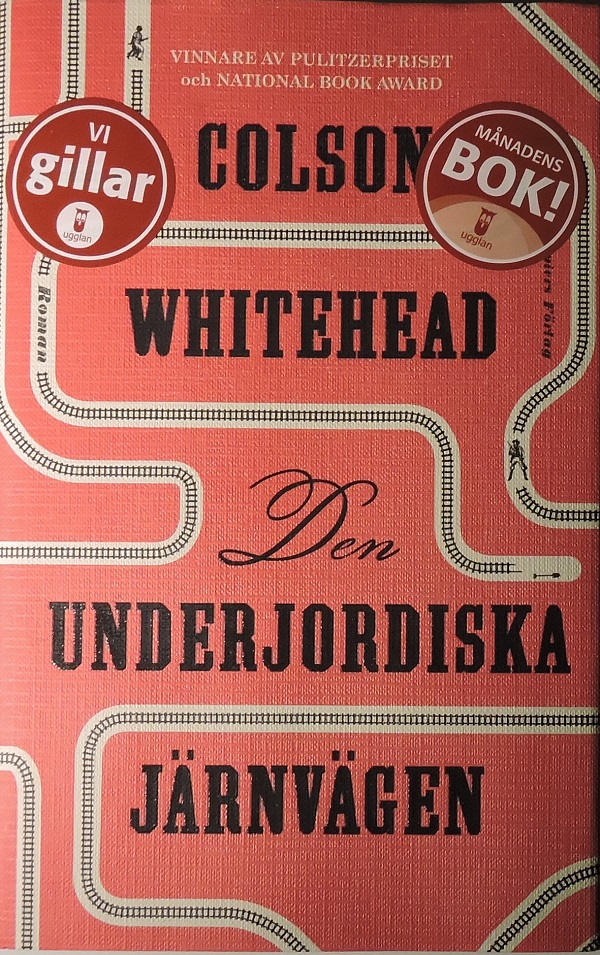 VINNARE AV PULITZERPRISET
och NATIONAL BOOK AWARD
COLSON
VI
gillar
ugglan
MÅNADENS
BOK!
ugglan
Roman
Förlag
WHITEHEAD
Den
UNDERJORDISKA
JÄRNVÄGEN